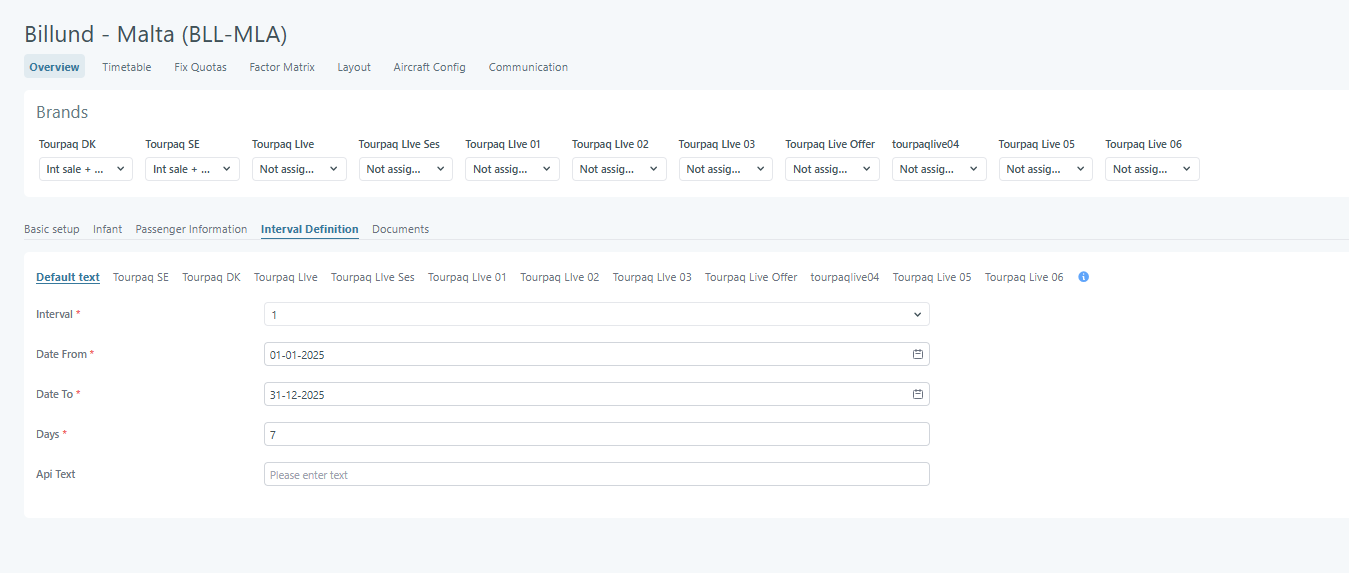 Billund - Malta (BLL-MLA)
Overview Timetable Fix Quotas Factor Matrix Layout Aircraft Config Communication
Brands
Tourpaq DK Tourpaq SE Tourpaq LIve Tourpaq LIve Ses Tourpaq LIve 01 Tourpaq LIve 02 Tourpaq LIve 03 Tourpaq Live Offer tourpaqlive04 Tourpaq Live 05 Tourpaq Live 06
Int sale + ... Int sale + ... Not assig... Not assig... Not assig... Not assig... Not assig... Not assig... Not assig... Not assig... Not assig...
Basic setup Infant Passenger Information Interval Definition Documents
Default text Tourpaq SE Tourpaq DK Tourpaq LIve Tourpaq LIve Ses Tourpaq LIve 01 Tourpaq LIve 02 Tourpaq LIve 03 Tourpaq Live Offer tourpaqlive04 Tourpaq Live 05 Tourpaq Live 06
Interval * 1
Date From * 01-01-2025
Date To * 31-12-2025
Days * 7
Api Text Please enter text